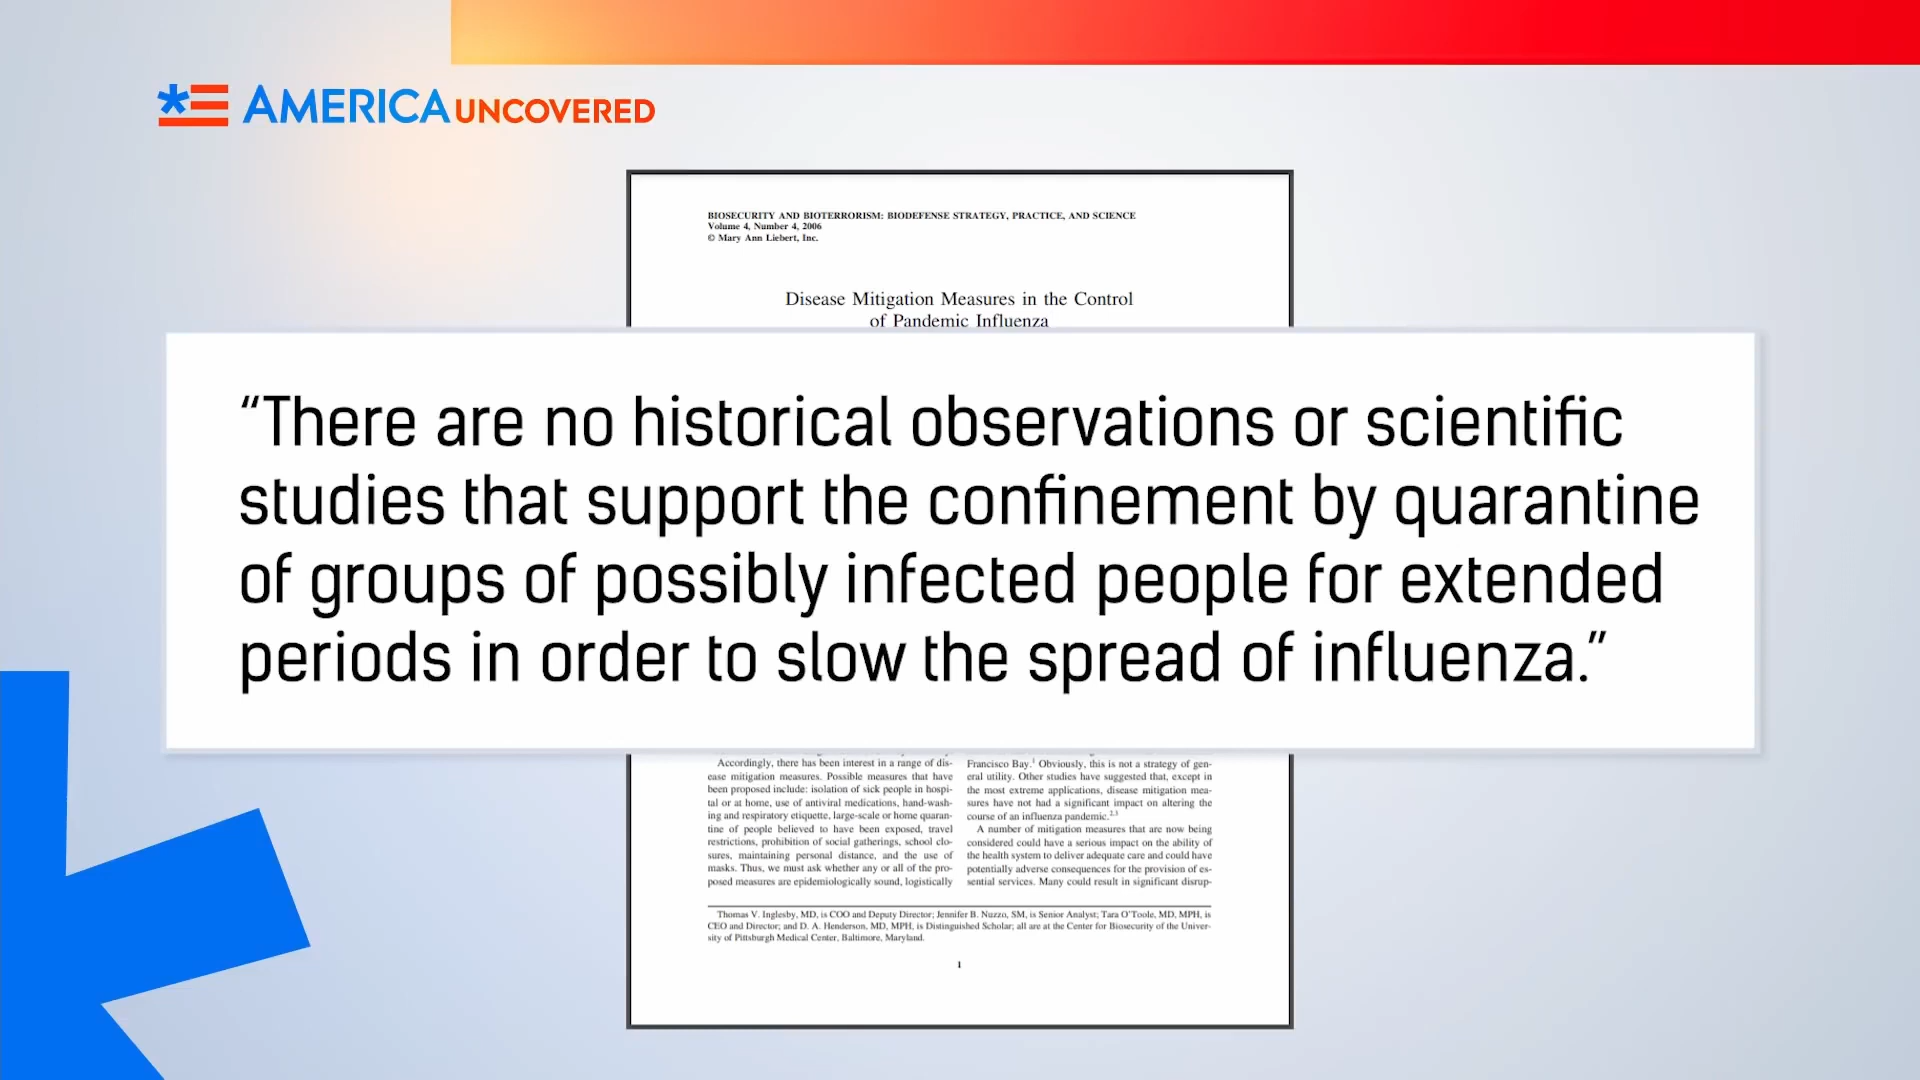 AMERICA UNCOVERED
BIOSECURITY AND BIOTERRORISM: BIODEFENSE STRATEGY, PRACTICE, AND SCIENCE
Volume 4, Number 4, 2006
© Mary Ann Liebert, Inc.
Disease Mitigation Measures in the Control
of Pandemic Influenza
“There are no historical observations or scientific
studies that support the confinement by quarantine
of groups of possibly infected people for extended
periods in order to slow the spread of influenza.”
Accordingly, there has been interest in a range of dis-
ease mitigation measures. Possible measures that have
been proposed include: isolation of sick people in hospi-
tal or at home, use of antiviral medications, hand-wash-
ing and respiratory etiquette, large-scale or home quaran-
tine of people believed to have been exposed, travel
restrictions, prohibition of social gatherings, school clo-
sures, maintaining personal distance, and the use of
masks. Thus, we must ask whether any or all of the pro-
posed measures are epidemiologically sound, logistically
Francisco Bay.1 Obviously, this is not a strategy of gen-
eral utility. Other studies have suggested that, except in
the most extreme applications, disease mitigation mea-
sures have not had a significant impact on altering the
course of an influenza pandemic.2,3
A number of mitigation measures that are now being
considered could have a serious impact on the ability of
the health system to deliver adequate care and could have
potentially adverse consequences for the provision of es-
sential services. Many could result in significant disrup-
Thomas V. Inglesby, MD, is COO and Deputy Director; Jennifer B. Nuzzo, SM, is Senior Analyst; Tara O'Toole, MD, MPH, is
CEO and Director; and D. A. Henderson, MD, MPH, is Distinguished Scholar; all are at the Center for Biosecurity of the Univer-
sity of Pittsburgh Medical Center, Baltimore, Maryland.
1